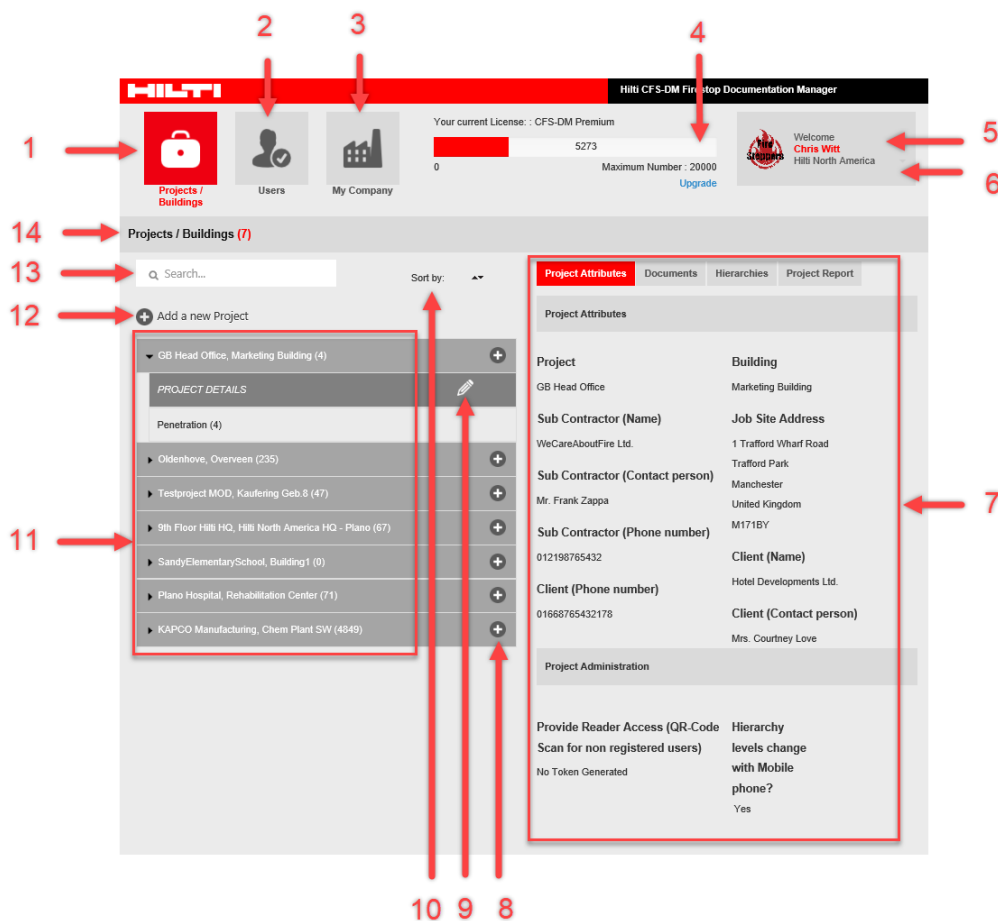 2
3
4
HILTI
Hilti CFS-DM Firestop Documentation Manager
1
Projects /
Buildings
Users
My Company
Your current License: : CFS-DM Premium
5273
0
Maximum Number : 20000
Upgrade
Fire
Stoppers
Welcome
Chris Witt
Hilti North America
5
6
14
Projects / Buildings (7)
13
Search...
Sort by:
12
Add a new Project
11
GB Head Office, Marketing Building (4)
PROJECT DETAILS
Penetration (4)
Oldenhove, Overveen (235)
Testproject MOD, Kaufering Geb.8 (47)
9th Floor Hilti HQ, Hilti North America HQ - Plano (67)
SandyElementarySchool, Building1 (0)
Plano Hospital, Rehabilitation Center (71)
KAPCO Manufacturing, Chem Plant SW (4849)
Project Attributes
Documents
Hierarchies
Project Report
Project Attributes
Project
GB Head Office
Building
Marketing Building
Sub Contractor (Name)
WeCareAboutFire Ltd.
Job Site Address
1 Trafford Wharf Road
Trafford Park
Manchester
United Kingdom
M171BY
Sub Contractor (Contact person)
Mr. Frank Zappa
Sub Contractor (Phone number)
012198765432
Client (Name)
Hotel Developments Ltd.
Client (Phone number)
01668765432178
Client (Contact person)
Mrs. Courtney Love
7
Project Administration
Provide Reader Access (QR-Code
Scan for non registered users)
No Token Generated
Hierarchy
levels change
with Mobile
phone?
Yes
10
9
8